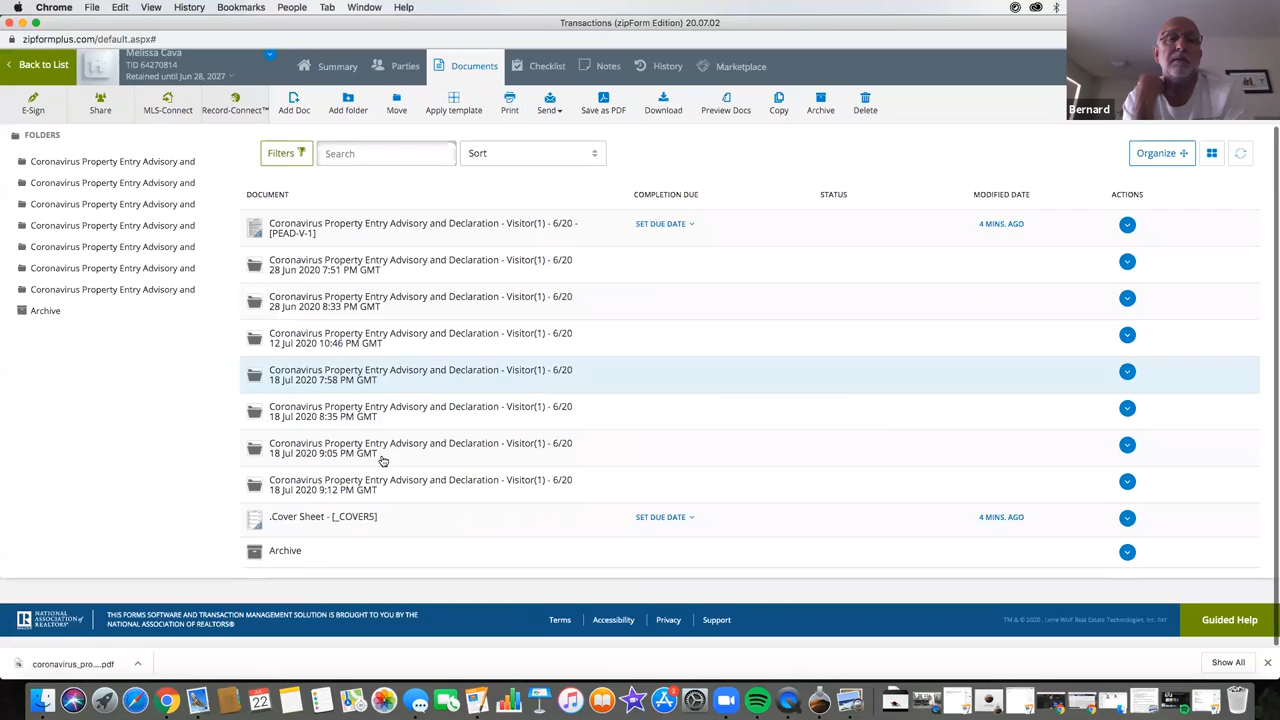 Chrome File Edit View History Bookmarks People Tab Window Help
Transactions (zipForm Edition) 20.07.02
zipformplus.com/default.aspx#
Back to List
Melissa Cava
TID 64270814
Retained until Jun 28, 2027
Summary Parties Documents Checklist Notes History Marketplace
E-Sign Share MLS-Connect Record-Connect™ Add Doc Add folder Move Apply template Print Send Save as PDF Download Preview Docs Copy Archive Delete
Bernard
FOLDERS
Coronavirus Property Entry Advisory and
Coronavirus Property Entry Advisory and
Coronavirus Property Entry Advisory and
Coronavirus Property Entry Advisory and
Coronavirus Property Entry Advisory and
Coronavirus Property Entry Advisory and
Coronavirus Property Entry Advisory and
Archive
Filters Search Sort Organize
DOCUMENT COMPLETION DUE STATUS MODIFIED DATE ACTIONS
Coronavirus Property Entry Advisory and Declaration - Visitor(1) - 6/20 - SET DUE DATE 4 MINS. AGO
[PEAD-V-1]
Coronavirus Property Entry Advisory and Declaration - Visitor(1) - 6/20
28 Jun 2020 7:51 PM GMT
Coronavirus Property Entry Advisory and Declaration - Visitor(1) - 6/20
28 Jun 2020 8:33 PM GMT
Coronavirus Property Entry Advisory and Declaration - Visitor(1) - 6/20
12 Jul 2020 10:46 PM GMT
Coronavirus Property Entry Advisory and Declaration - Visitor(1) - 6/20
18 Jul 2020 7:58 PM GMT
Coronavirus Property Entry Advisory and Declaration - Visitor(1) - 6/20
18 Jul 2020 8:35 PM GMT
Coronavirus Property Entry Advisory and Declaration - Visitor(1) - 6/20
18 Jul 2020 9:05 PM GMT
Coronavirus Property Entry Advisory and Declaration - Visitor(1) - 6/20
18 Jul 2020 9:12 PM GMT
.Cover Sheet - [_COVER5] SET DUE DATE 4 MINS. AGO
Archive
NATIONAL ASSOCIATION OF REALTORS®
THIS FORMS SOFTWARE AND TRANSACTION MANAGEMENT SOLUTION IS BROUGHT TO YOU BY THE
NATIONAL ASSOCIATION OF REALTORS®
Terms Accessibility Privacy Support
TM & © 2020, Lone Wolf Real Estate Technologies, Inc.
Guided Help
coronavirus_pro....pdf
Show All
22